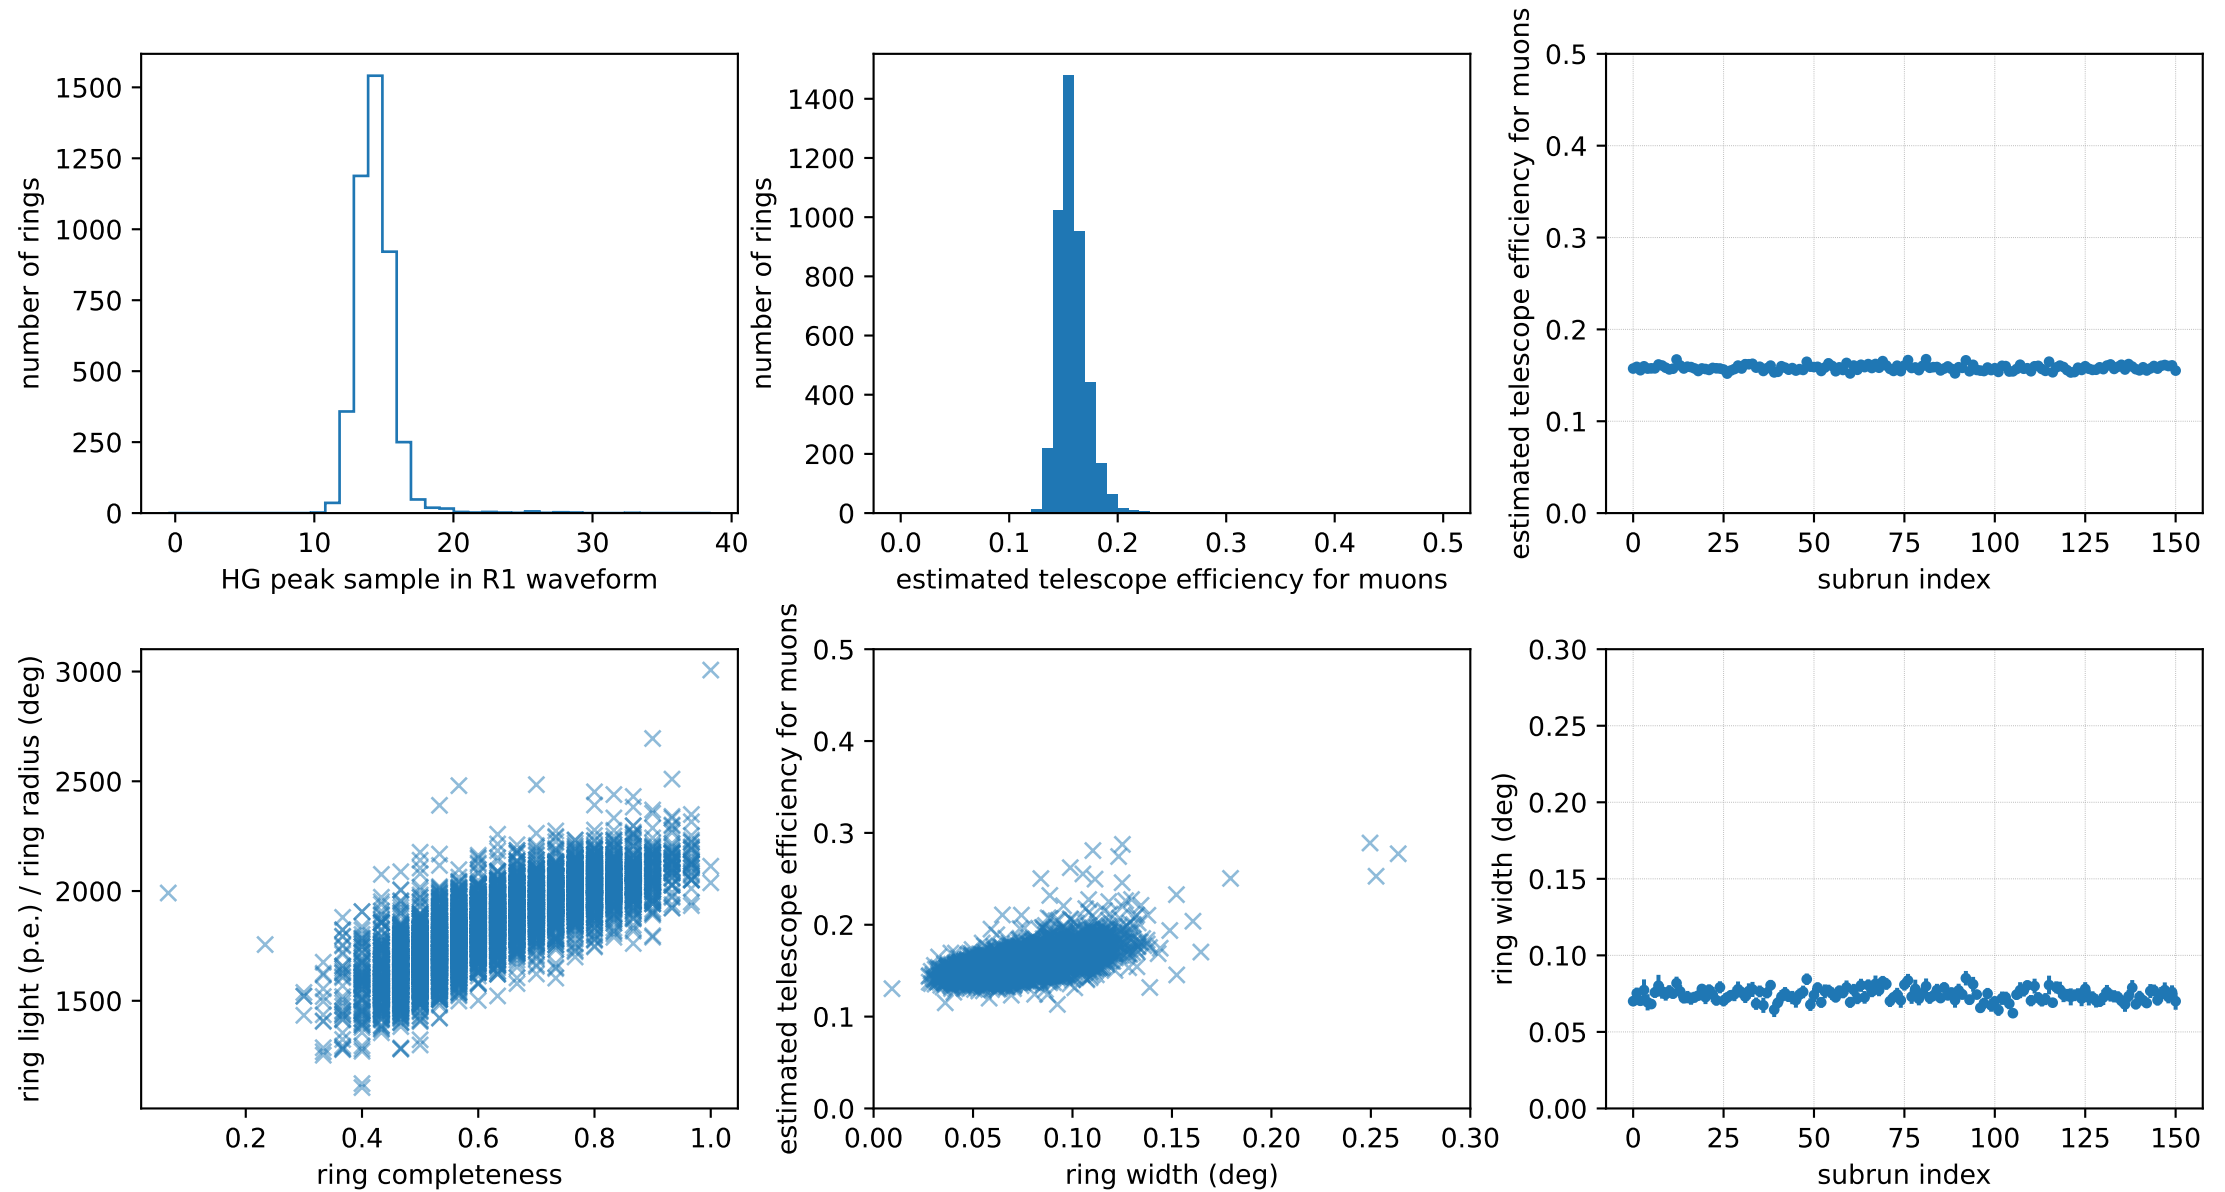 number of rings
1500
1250
1000
750
500
250
0
0 10 20 30 40
HG peak sample in R1 waveform
number of rings
1400
1200
1000
800
600
400
200
0
0.0 0.1 0.2 0.3 0.4 0.5
estimated telescope efficiency for muons
estimated telescope efficiency for muons
0.5
0.4
0.3
0.2
0.1
0.0
0 25 50 75 100 125 150
subrun index
ring light (p.e.) / ring radius (deg)
3000
2500
2000
1500
0.2 0.4 0.6 0.8 1.0
ring completeness
estimated telescope efficiency for muons
0.5
0.4
0.3
0.2
0.1
0.0
0.00 0.05 0.10 0.15 0.20 0.25 0.30
ring width (deg)
ring width (deg)
0.30
0.25
0.20
0.15
0.10
0.05
0.00
0 25 50 75 100 125 150
subrun index